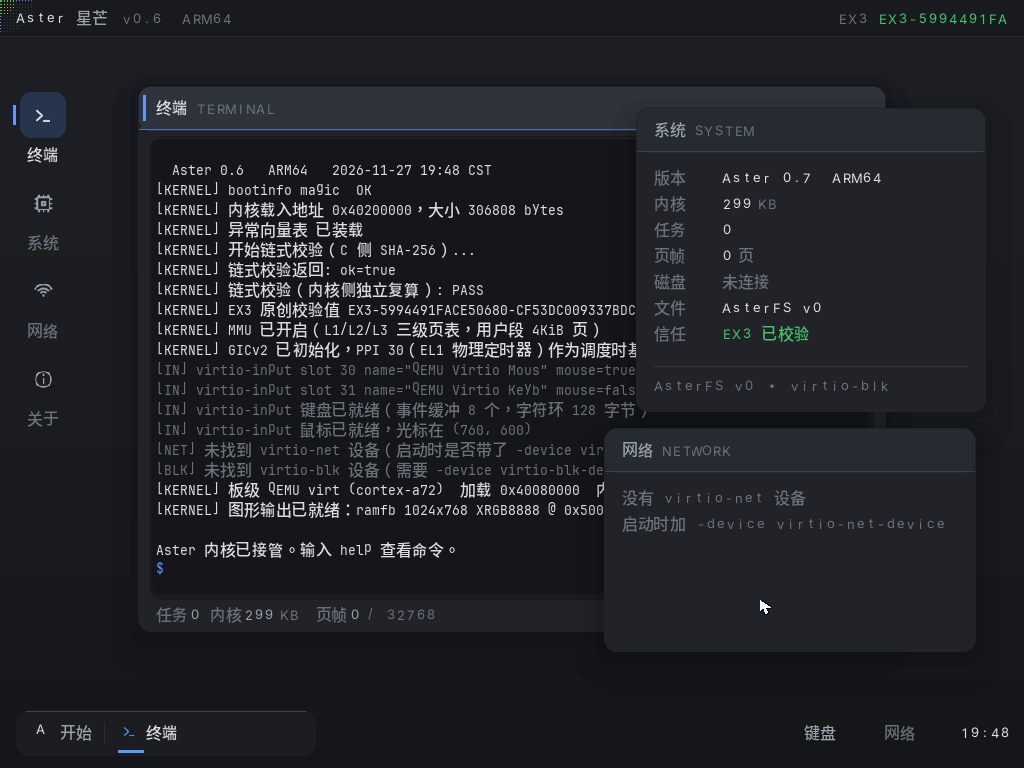 Aster 星芒 v0.6 ARM64
EX3 EX3-5994491FA
终端
系统
网络
关于
终端 TERMINAL
Aster 0.6 ARM64 2026-11-27 19:48 CST
[KERNEL] bootinfo magic OK
[KERNEL] 内核载入地址 0x40200000，大小 306808 bytes
[KERNEL] 异常向量表 已装载
[KERNEL] 开始链式校验（C 侧 SHA-256）...
[KERNEL] 链式校验返回: ok=true
[KERNEL] 链式校验（内核侧独立复算）: PASS
[KERNEL] EX3 原创校验值 EX3-5994491FACE50680-CF53DC009337BDC
[KERNEL] MMU 已开启（L1/L2/L3 三级页表，用户段 4KiB 页）
[KERNEL] GICv2 已初始化，PPI 30（EL1 物理定时器）作为调度时基
[IN] virtio-input slot 30 name="QEMU Virtio Mous" mouse=true
[IN] virtio-input slot 31 name="QEMU Virtio Keyb" mouse=fals
[IN] virtio-input 键盘已就绪（事件缓冲 8 个，字符环 128 字节）
[IN] virtio-input 鼠标已就绪，光标在 (760, 600)
[NET] 未找到 virtio-net 设备（启动时是否带了 -device vir
[BLK] 未找到 virtio-blk 设备（需要 -device virtio-blk-de
[KERNEL] 板级 QEMU virt (cortex-a72) 加载 0x40080000 内
[KERNEL] 图形输出已就绪：ramfb 1024x768 XRGB8888 @ 0x500
Aster 内核已接管。输入 help 查看命令。
$
任务 0 内核 299 KB 页帧 0 / 32768
系统 SYSTEM
版本 Aster 0.7 ARM64
内核 299 KB
任务 0
页帧 0 页
磁盘 未连接
文件 AsterFS v0
信任 EX3 已校验
AsterFS v0 • virtio-blk
网络 NETWORK
没有 virtio-net 设备
启动时加 -device virtio-net-device
A 开始 终端
键盘 网络 19:48